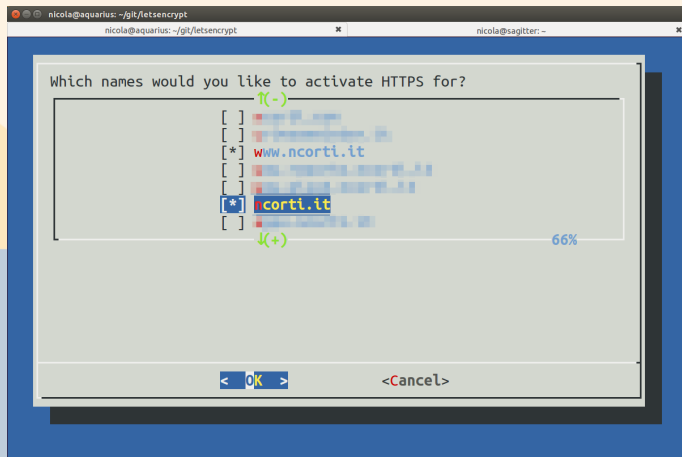 nicola@aquarius: ~/git/letsencrypt
nicola@aquarius: ~/git/letsencrypt ✖ nicola@sagitter: ~ ✖
Which names would you like to activate HTTPS for?
↑(-)
[ ]
[ ]
[*] www.ncorti.it
[ ]
[ ]
[*] ncorti.it
[ ]
↓(+) 66%
< OK > <Cancel>